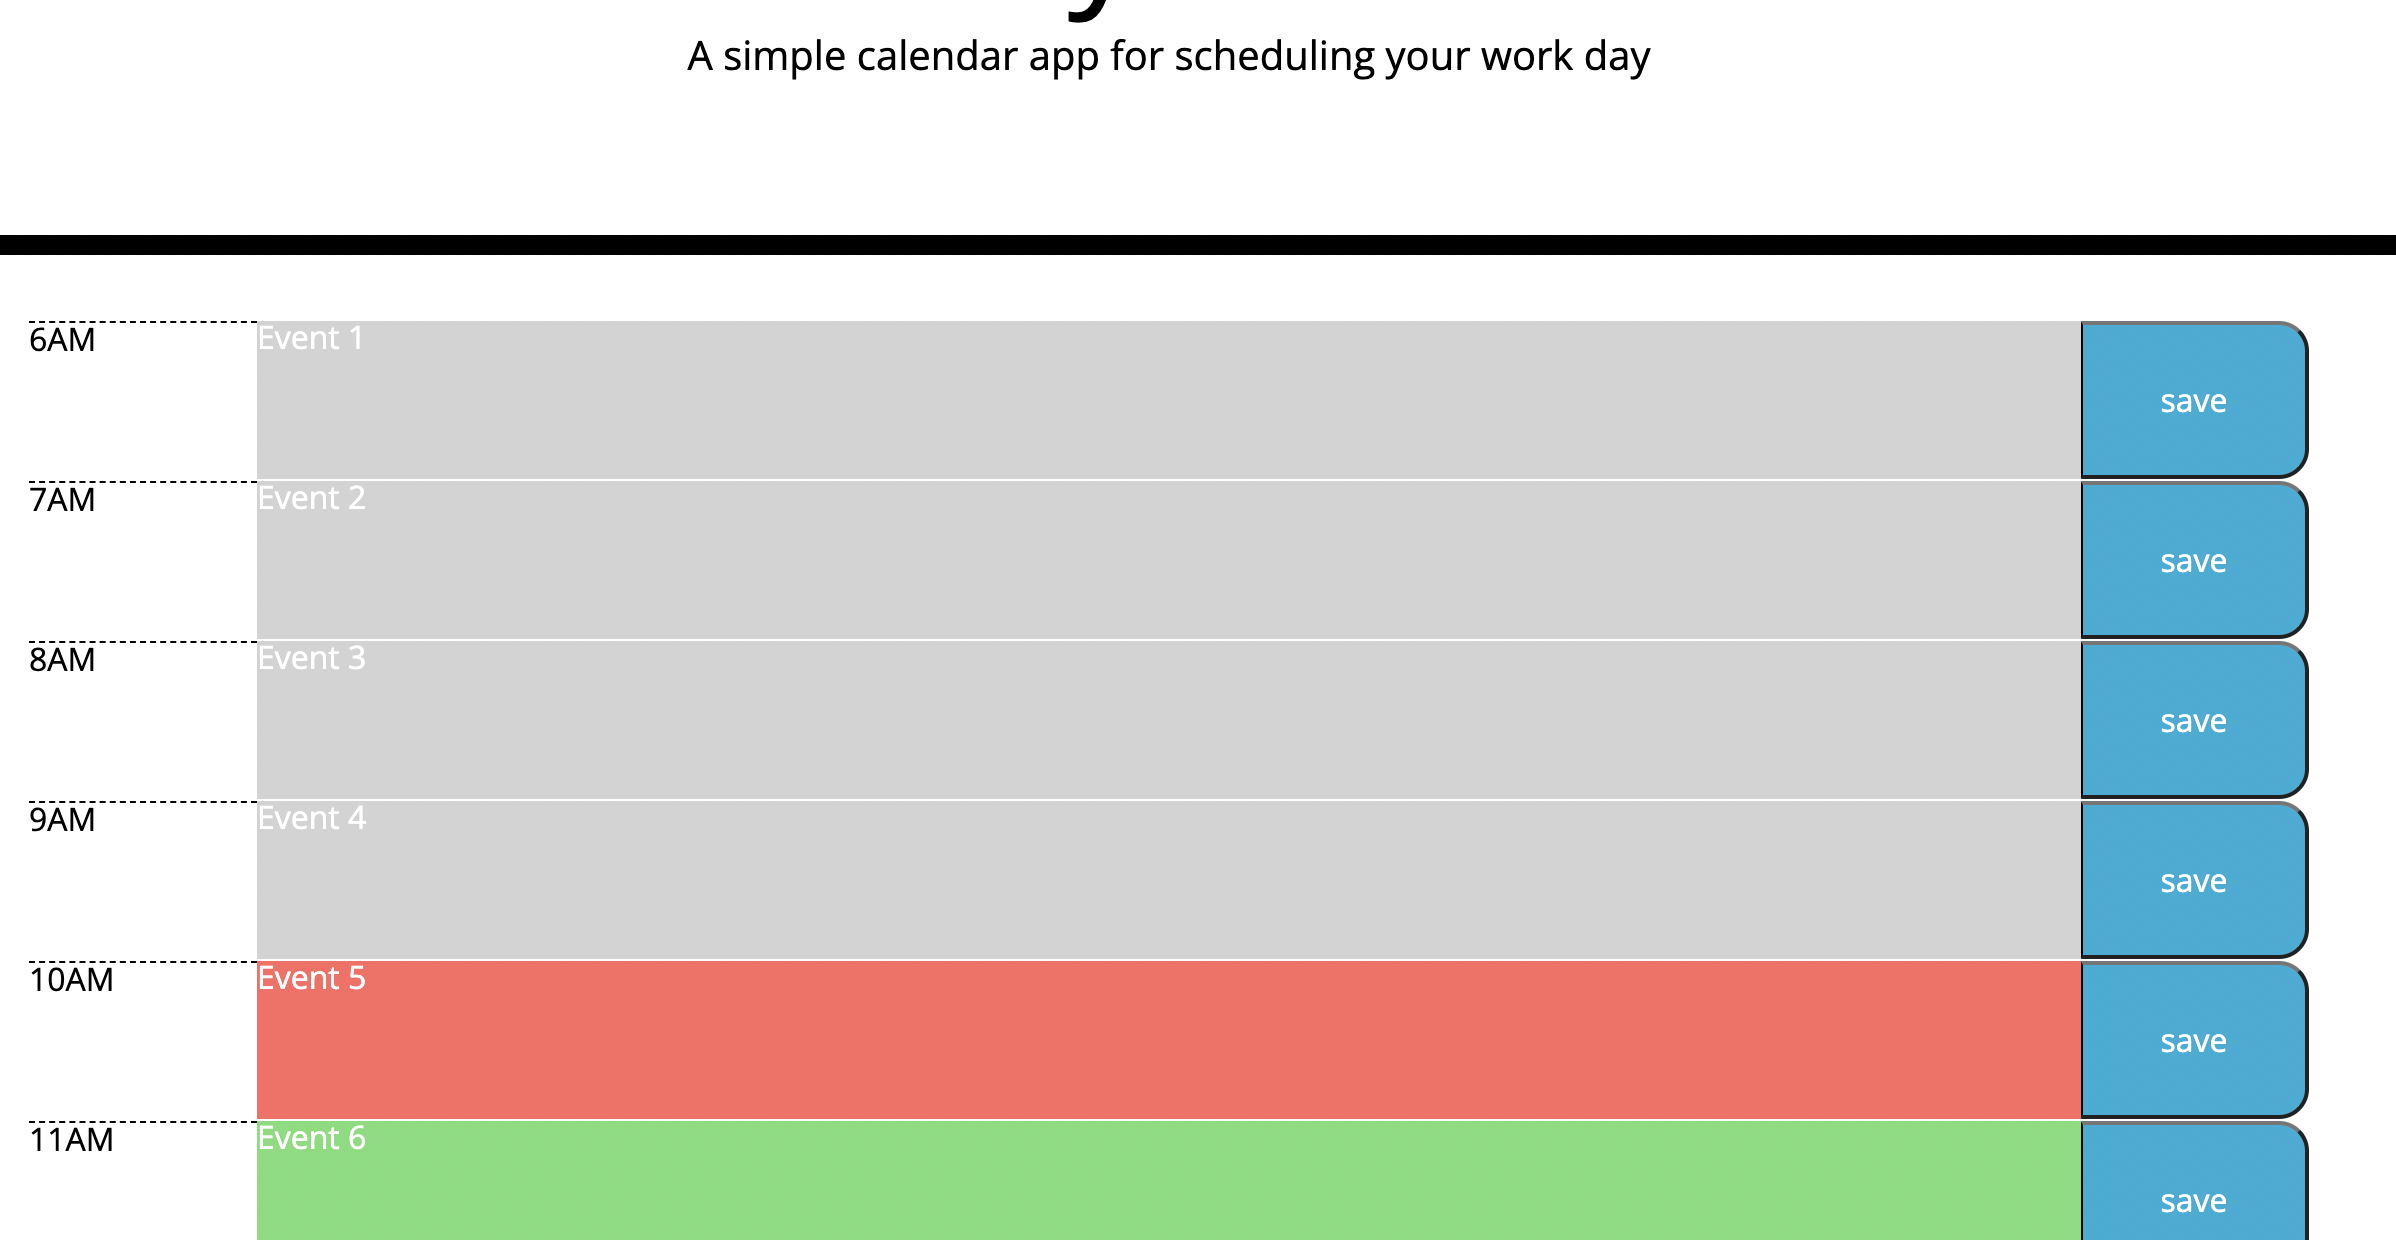 A simple calendar app for scheduling your work day
6AM Event 1 save
7AM Event 2 save
8AM Event 3 save
9AM Event 4 save
10AM Event 5 save
11AM Event 6 save